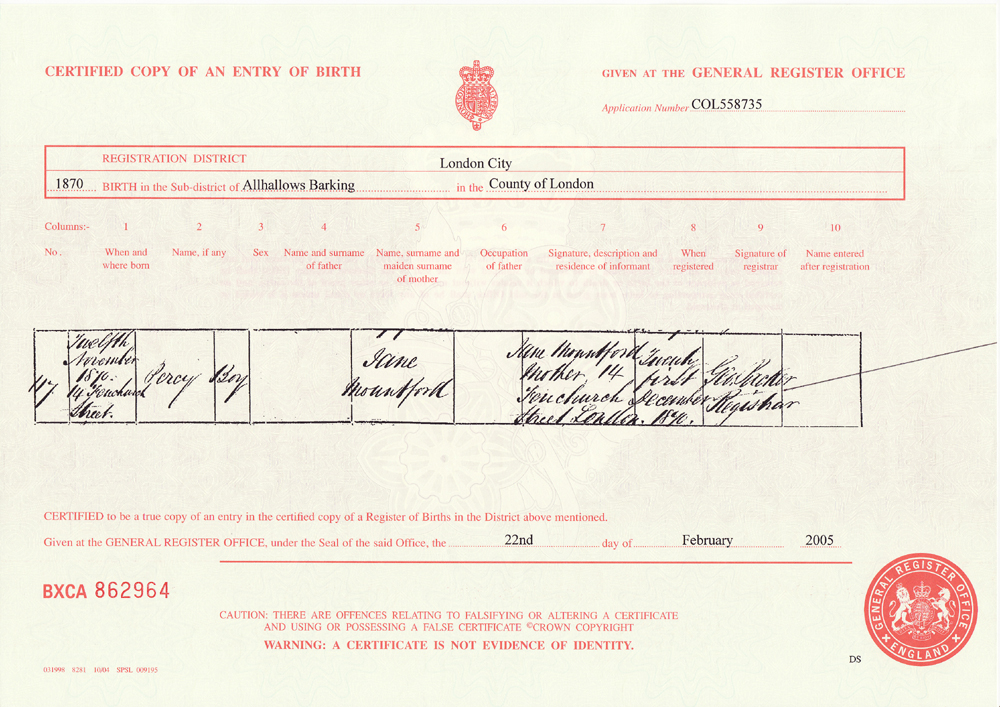 CERTIFIED COPY OF AN ENTRY OF BIRTH
GIVEN AT THE GENERAL REGISTER OFFICE
Application Number COL558735
REGISTRATION DISTRICT London City
1870 BIRTH in the Sub-district of Allhallows Barking in the County of London
Columns:- 1 2 3 4 5 6 7 8 9 10
No. When and where born Name, if any Sex Name and surname of father Name, surname and maiden surname of mother Occupation of father Signature, description and residence of informant When registered Signature of registrar Name entered after registration
47
Twelfth
November
1870.
14 Fenchurch
Street.
Percy
Boy
Jane
Mountford
Jane Mountford
Mother, 14
Fenchurch
Street, London.
Twenty
first
December
1870.
Registrar
CERTIFIED to be a true copy of an entry in the certified copy of a Register of Births in the District above mentioned.
Given at the GENERAL REGISTER OFFICE, under the Seal of the said Office, the 22nd day of February 2005
BXCA 862964
CAUTION: THERE ARE OFFENCES RELATING TO FALSIFYING OR ALTERING A CERTIFICATE
AND USING OR POSSESSING A FALSE CERTIFICATE ©CROWN COPYRIGHT
WARNING: A CERTIFICATE IS NOT EVIDENCE OF IDENTITY.
GENERAL REGISTER OFFICE
ENGLAND
DS
031998 8281 10/04 SPSL 009195